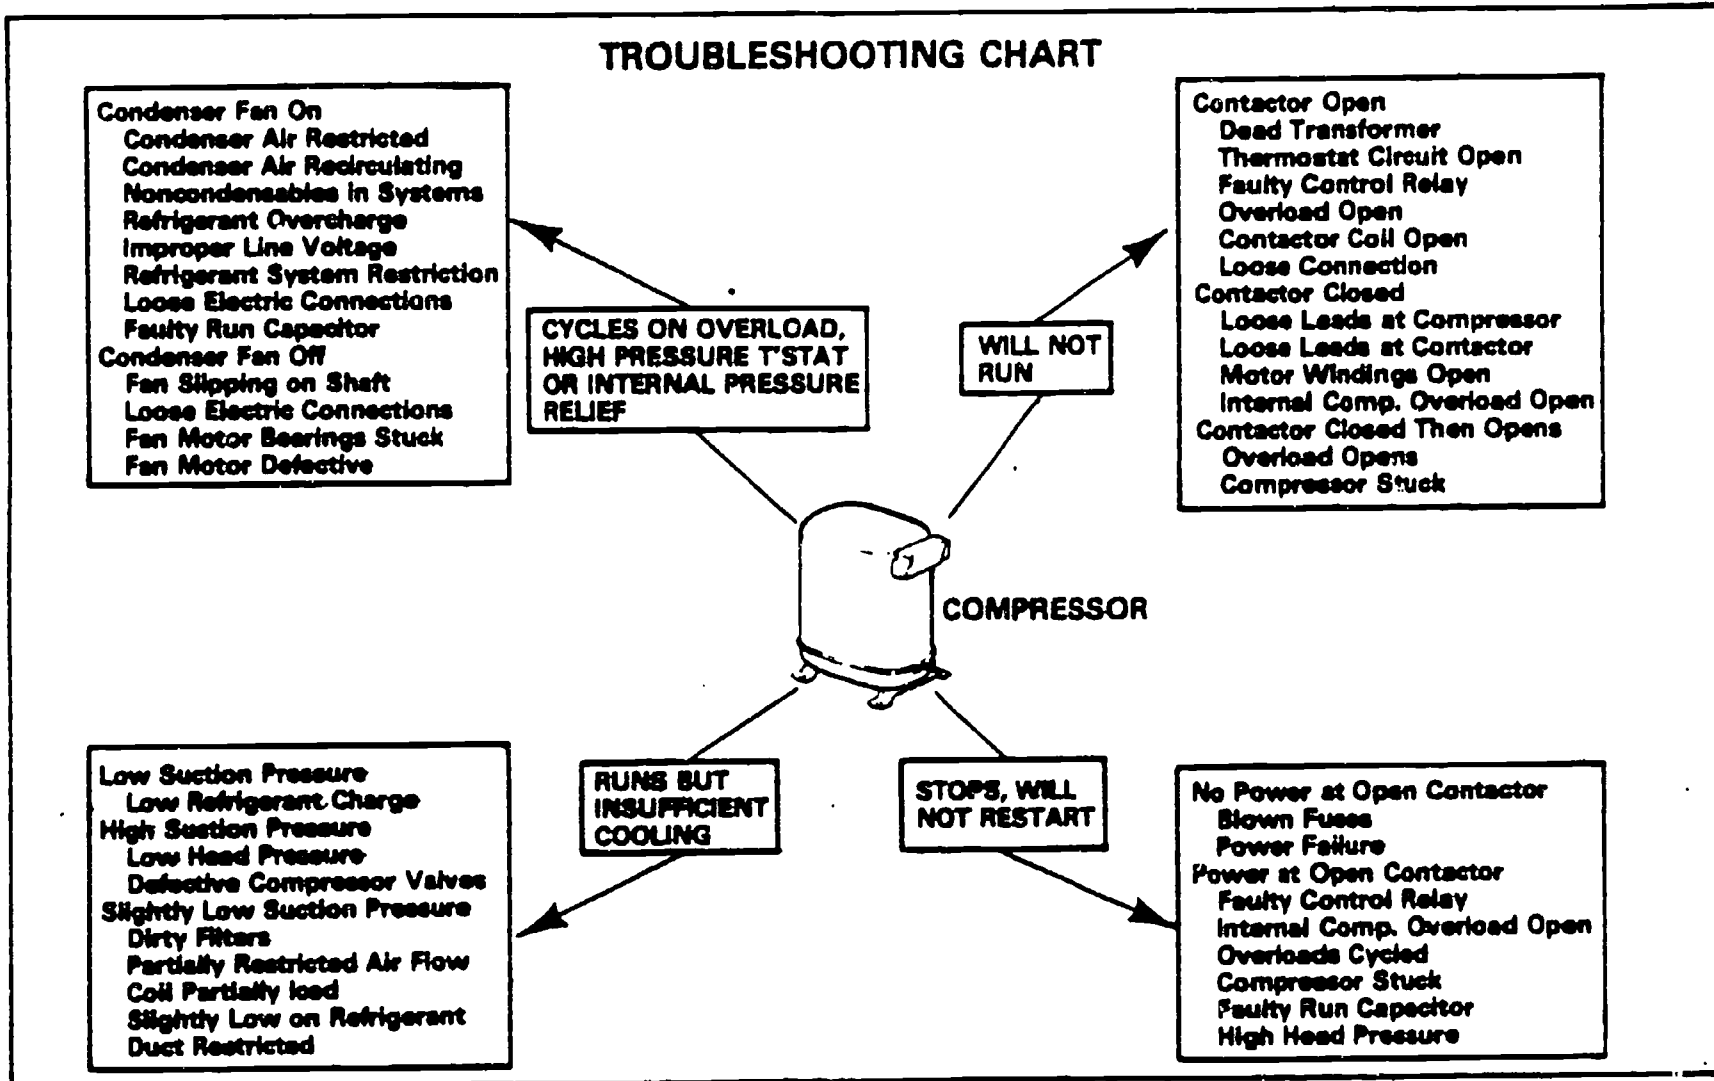 TROUBLESHOOTING CHART
Condenser Fan On
Condenser Air Restricted
Condenser Air Recirculating
Noncondensables in Systems
Refrigerant Overcharge
Improper Line Voltage
Refrigerant System Restriction
Loose Electric Connections
Faulty Run Capacitor
Condenser Fan Off
Fan Slipping on Shaft
Loose Electric Connections
Fan Motor Bearings Stuck
Fan Motor Defective
CYCLES ON OVERLOAD,
HIGH PRESSURE T'STAT
OR INTERNAL PRESSURE
RELIEF
WILL NOT
RUN
Contactor Open
Dead Transformer
Thermostat Circuit Open
Faulty Control Relay
Overload Open
Contactor Coil Open
Loose Connection
Contactor Closed
Loose Leads at Compressor
Loose Leads at Contactor
Motor Windings Open
Internal Comp. Overload Open
Contactor Closed Then Opens
Overload Opens
Compressor Stuck
COMPRESSOR
Low Suction Pressure
Low Refrigerant Charge
High Suction Pressure
Low Head Pressure
Defective Compressor Valves
Slightly Low Suction Pressure
Dirty Filters
Partially Restricted Air Flow
Coil Partially Iced
Slightly Low on Refrigerant
Duct Restricted
RUNS BUT
INSUFFICIENT
COOLING
STOPS, WILL
NOT RESTART
No Power at Open Contactor
Blown Fuses
Power Failure
Power at Open Contactor
Faulty Control Relay
Internal Comp. Overload Open
Overloads Cycled
Compressor Stuck
Faulty Run Capacitor
High Head Pressure